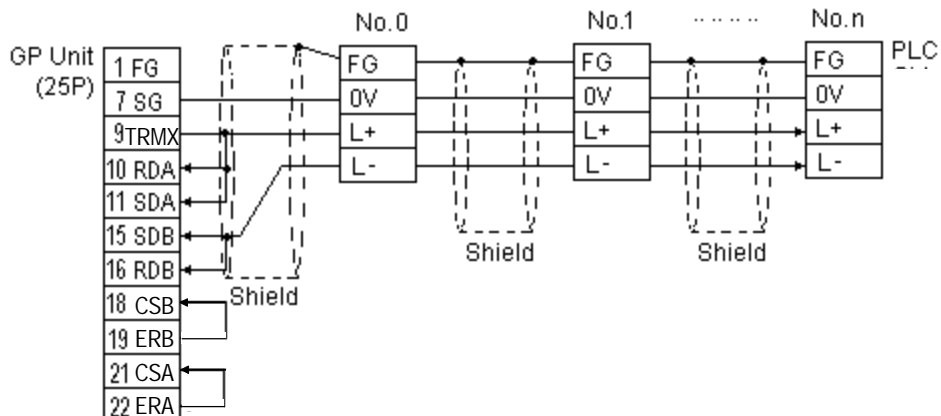 No.0 No.1 ........ No.n
GP Unit
(25P)
PLC
1 FG
7 SG
9 TRMX
10 RDA
11 SDA
15 SDB
16 RDB
18 CSB
19 ERB
21 CSA
22 ERA
FG
0V
L+
L-
FG
0V
L+
L-
FG
0V
L+
L-
Shield
Shield
Shield